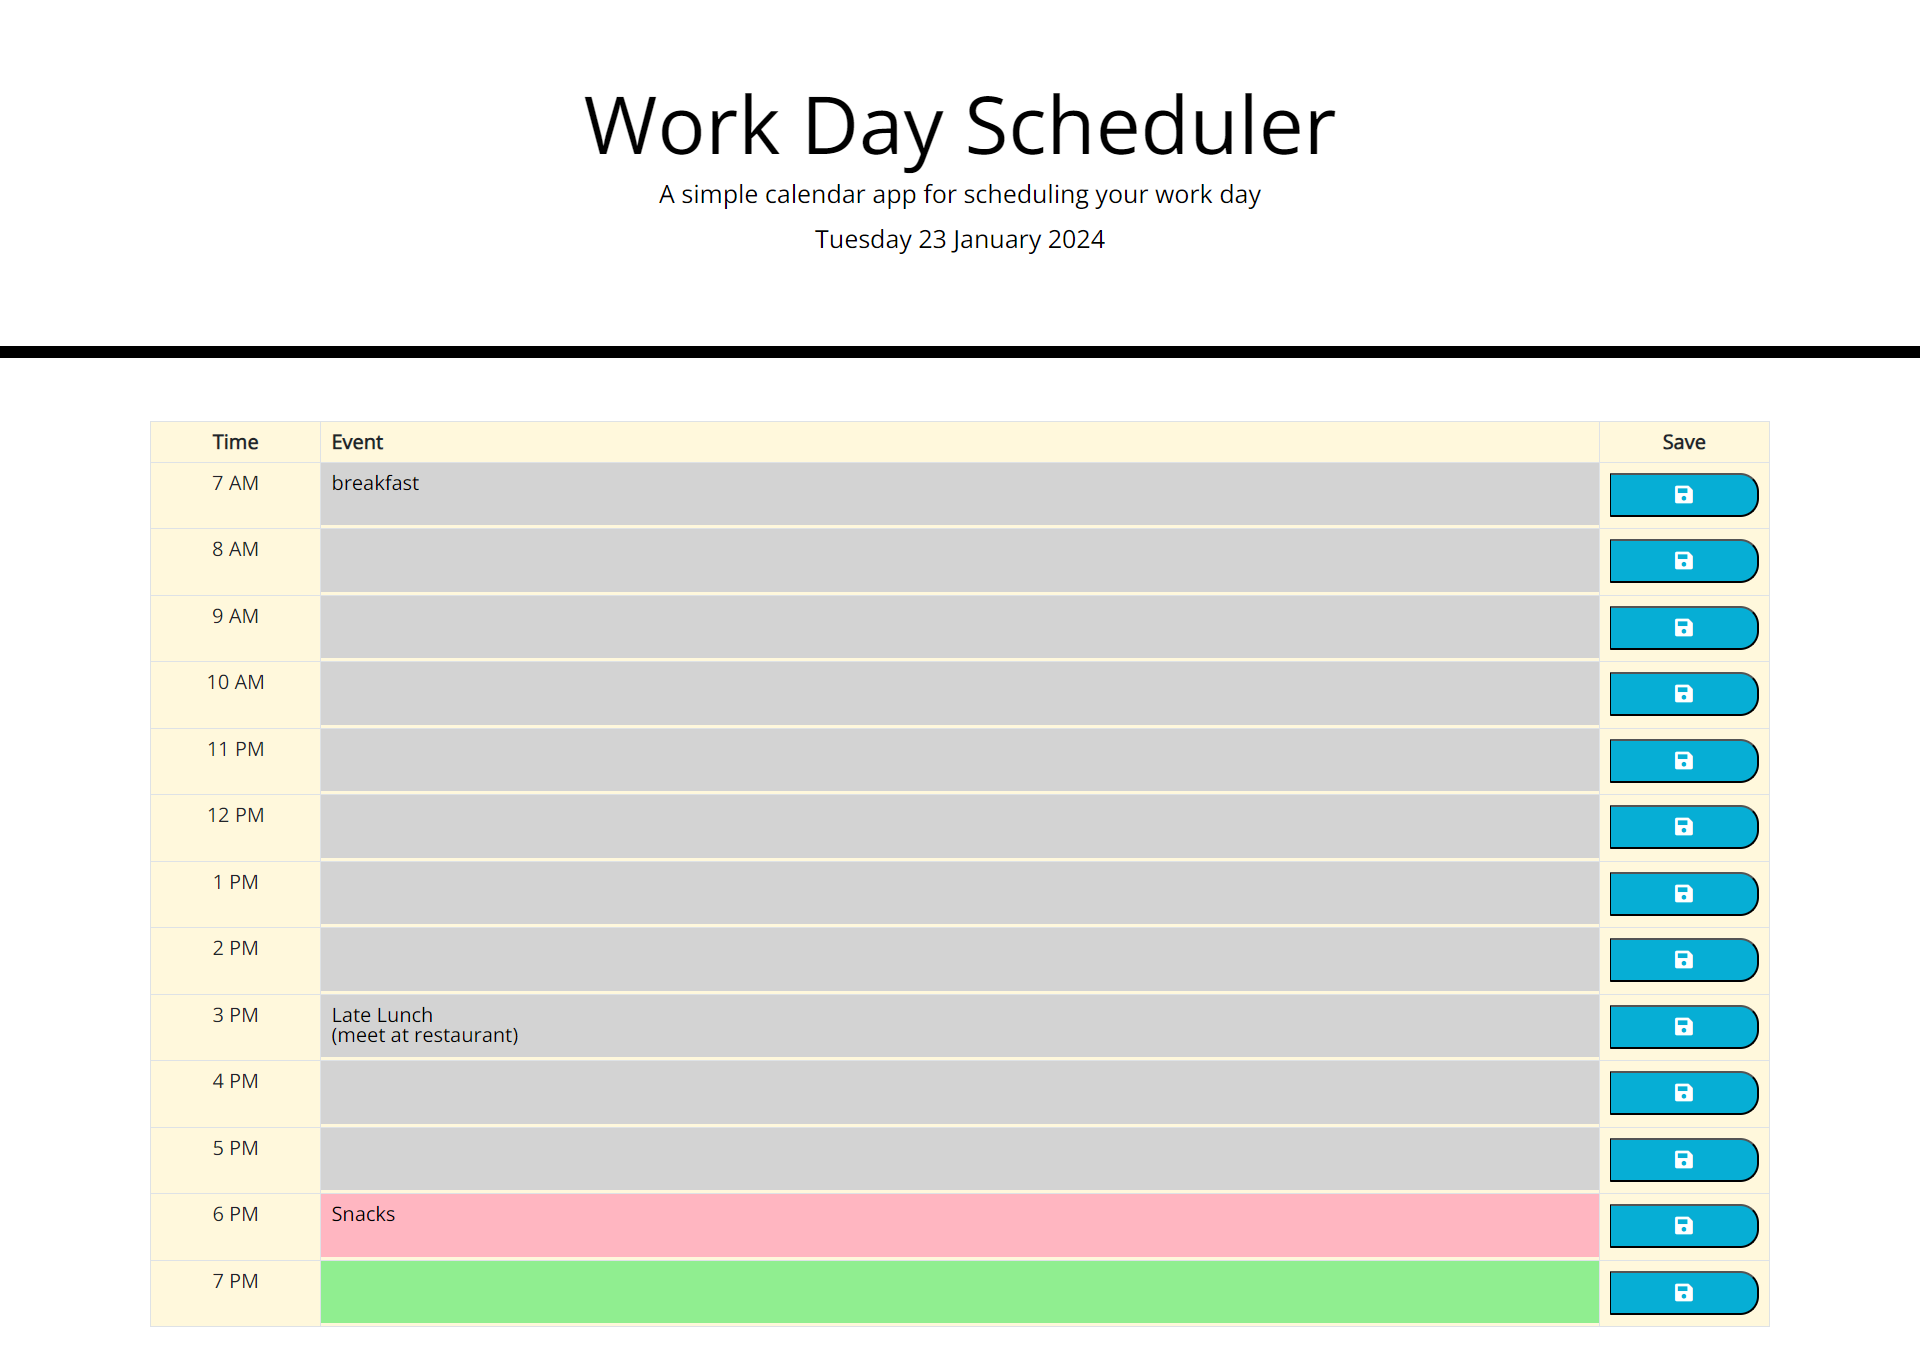 Work Day Scheduler
A simple calendar app for scheduling your work day
Tuesday 23 January 2024
Time Event Save
7 AM breakfast
8 AM
9 AM
10 AM
11 PM
12 PM
1 PM
2 PM
3 PM Late Lunch
(meet at restaurant)
4 PM
5 PM
6 PM Snacks
7 PM